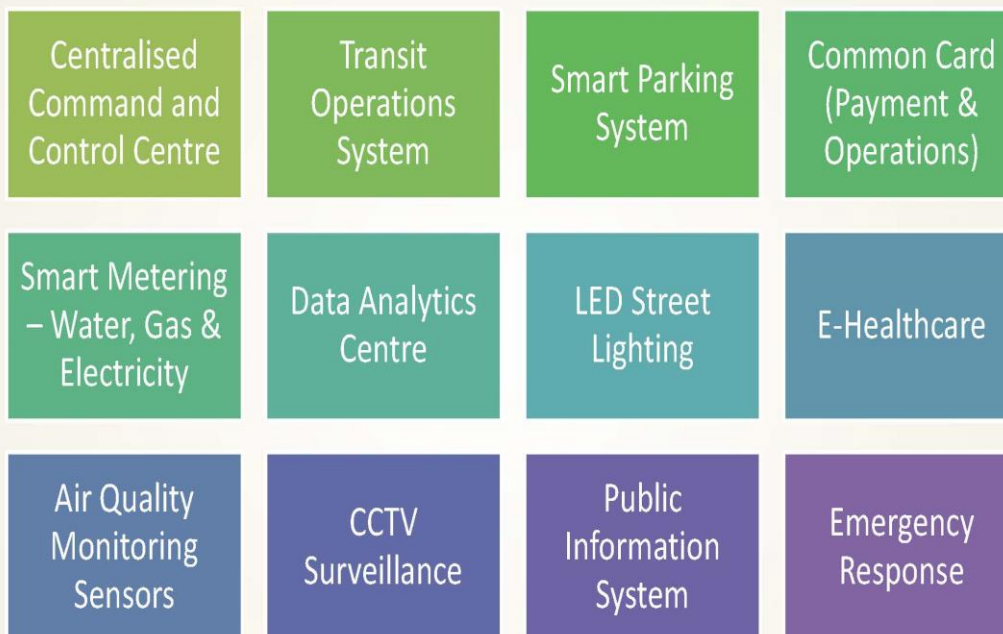 Centralised
Command and
Control Centre
Transit
Operations
System
Smart Parking
System
Common Card
(Payment &
Operations)
Smart Metering
– Water, Gas &
Electricity
Data Analytics
Centre
LED Street
Lighting
E-Healthcare
Air Quality
Monitoring
Sensors
CCTV
Surveillance
Public
Information
System
Emergency
Response